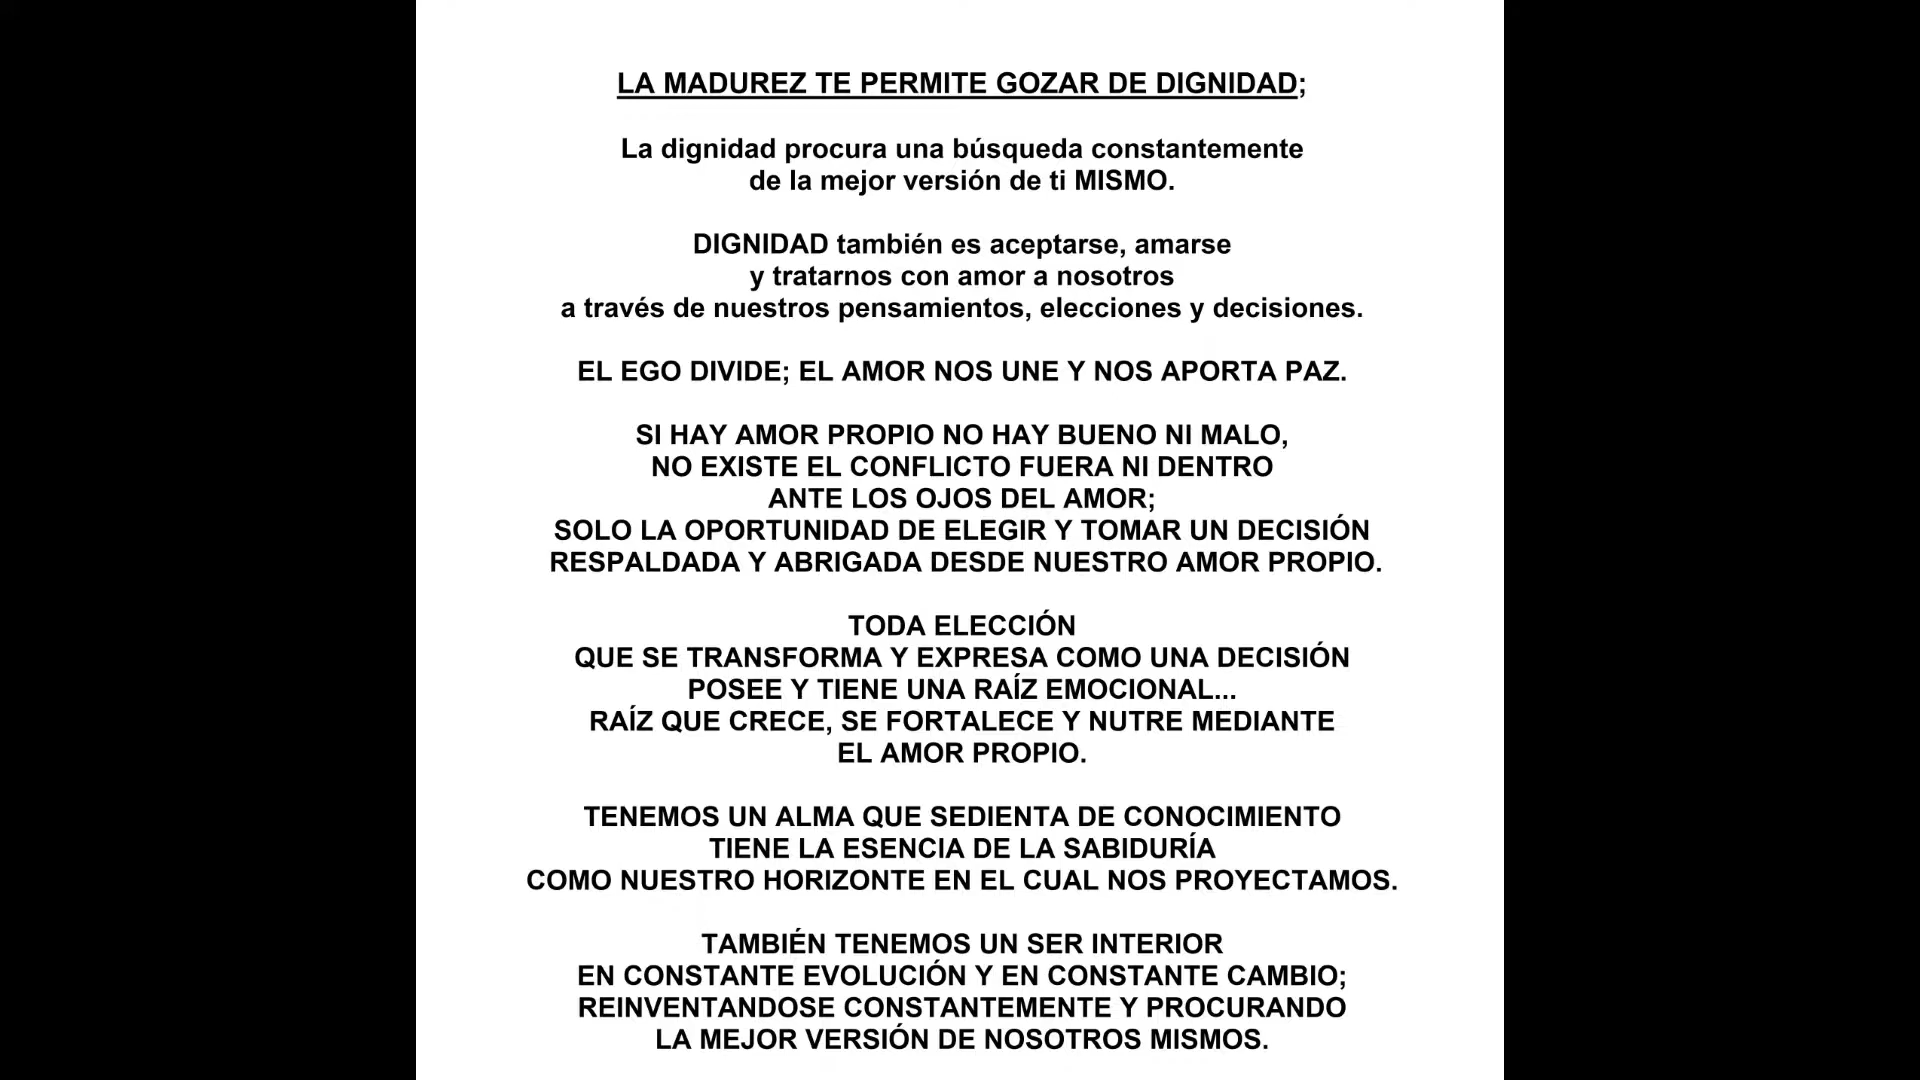 LA MADUREZ TE PERMITE GOZAR DE DIGNIDAD;
La dignidad procura una búsqueda constantemente
de la mejor versión de ti MISMO.
DIGNIDAD también es aceptarse, amarse
y tratarnos con amor a nosotros
a través de nuestros pensamientos, elecciones y decisiones.
EL EGO DIVIDE; EL AMOR NOS UNE Y NOS APORTA PAZ.
SI HAY AMOR PROPIO NO HAY BUENO NI MALO,
NO EXISTE EL CONFLICTO FUERA NI DENTRO
ANTE LOS OJOS DEL AMOR;
SOLO LA OPORTUNIDAD DE ELEGIR Y TOMAR UN DECISIÓN
RESPALDADA Y ABRIGADA DESDE NUESTRO AMOR PROPIO.
TODA ELECCIÓN
QUE SE TRANSFORMA Y EXPRESA COMO UNA DECISIÓN
POSEE Y TIENE UNA RAÍZ EMOCIONAL...
RAÍZ QUE CRECE, SE FORTALECE Y NUTRE MEDIANTE
EL AMOR PROPIO.
TENEMOS UN ALMA QUE SEDIENTA DE CONOCIMIENTO
TIENE LA ESENCIA DE LA SABIDURÍA
COMO NUESTRO HORIZONTE EN EL CUAL NOS PROYECTAMOS.
TAMBIÉN TENEMOS UN SER INTERIOR
EN CONSTANTE EVOLUCIÓN Y EN CONSTANTE CAMBIO;
REINVENTANDOSE CONSTANTEMENTE Y PROCURANDO
LA MEJOR VERSIÓN DE NOSOTROS MISMOS.